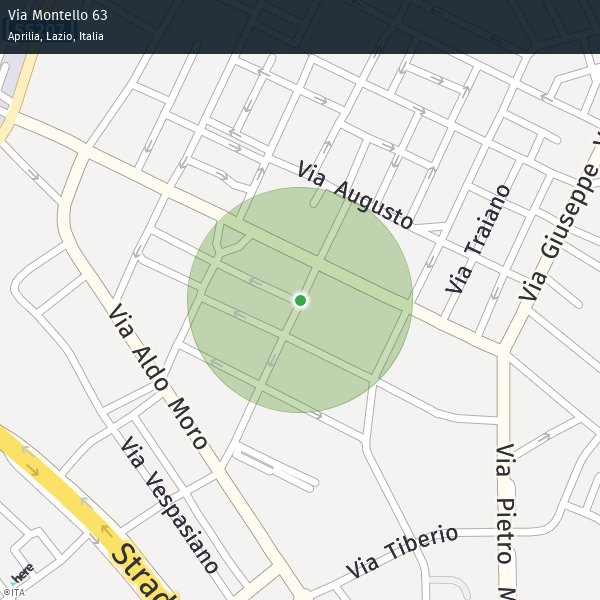 Via Montello 63
Aprilia, Lazio, Italia
SS207
Via Augusto
Via Traiano
Via Giuseppe V
Via Aldo Moro
Via Vespasiano
Via Pietro M
Via Tiberio
Strad
here
©ITA